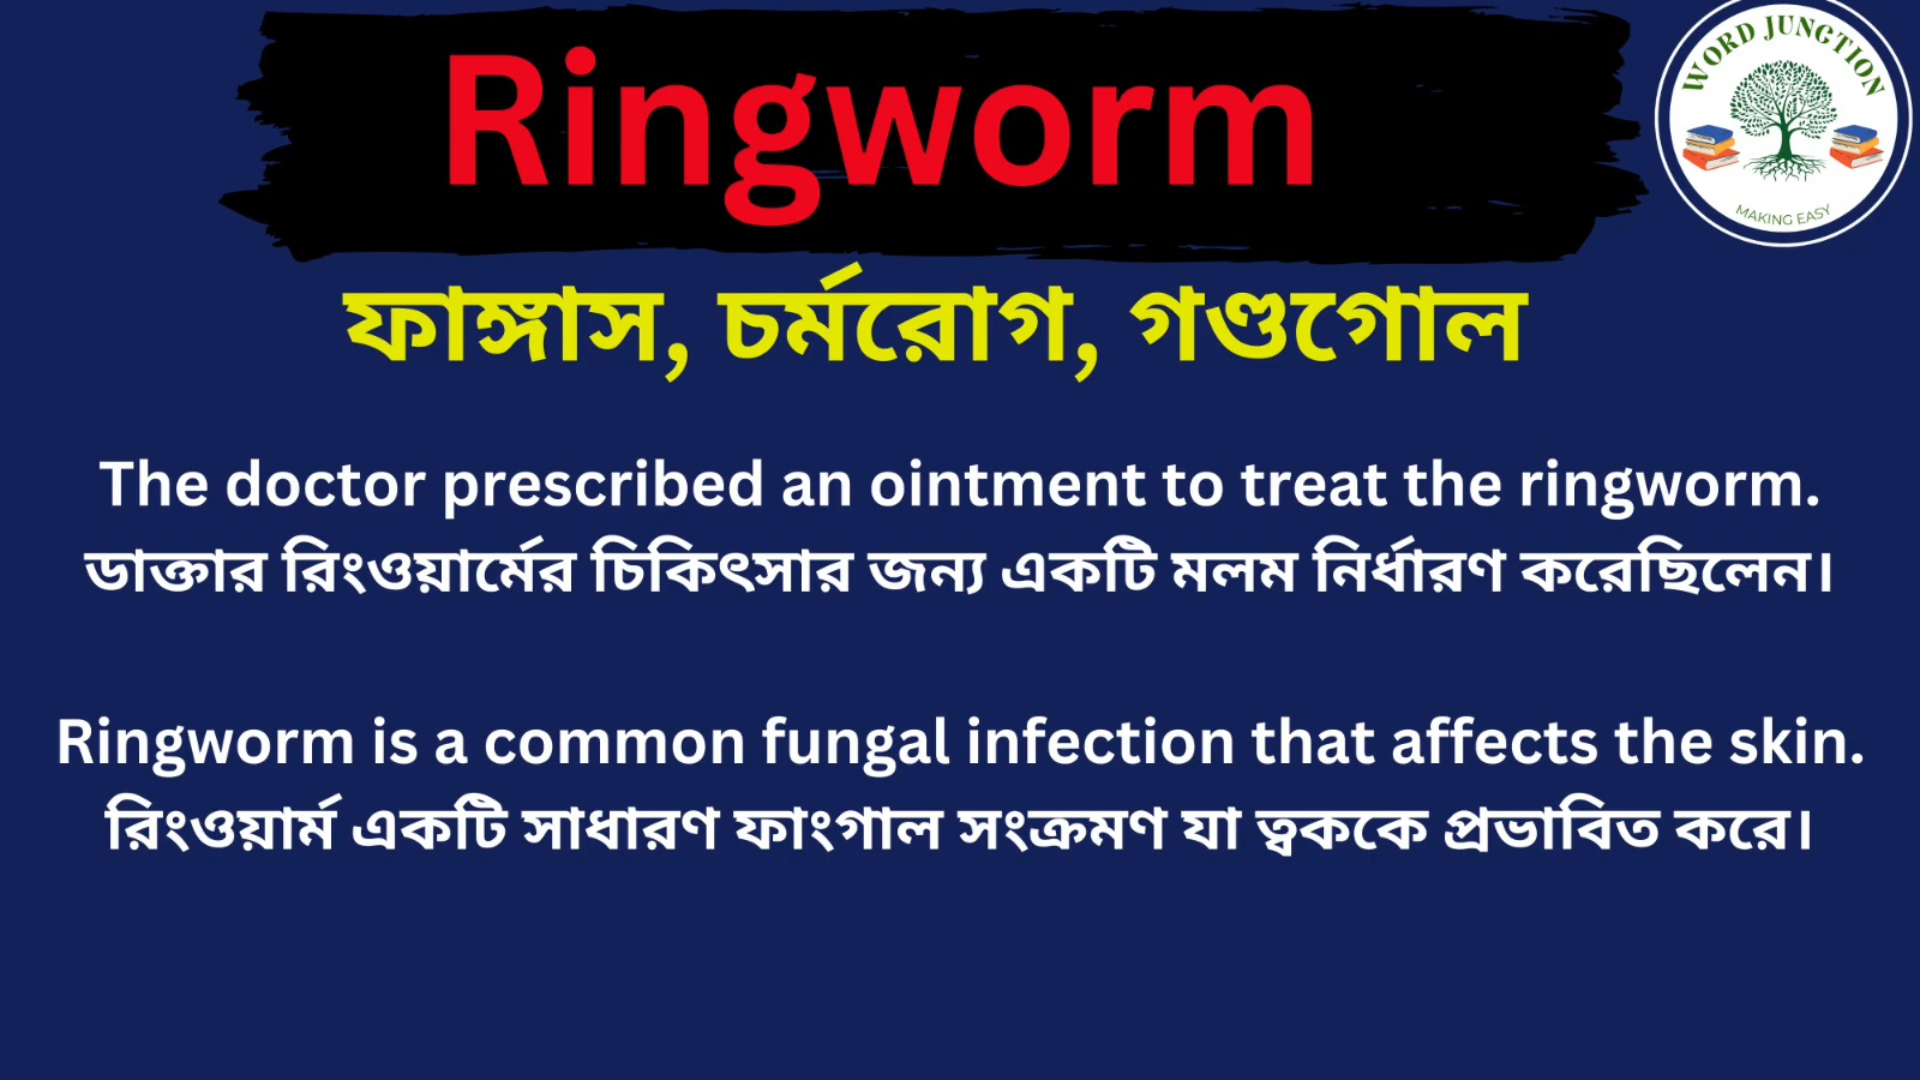 Ringworm
WORD JUNCTION
MAKING EASY
ফাঙ্গাস, চর্মরোগ, গণ্ডগোল
The doctor prescribed an ointment to treat the ringworm.
ডাক্তার রিংওয়ার্মের চিকিৎসার জন্য একটি মলম নির্ধারণ করেছিলেন।
Ringworm is a common fungal infection that affects the skin.
রিংওয়ার্ম একটি সাধারণ ফাংগাল সংক্রমণ যা ত্বককে প্রভাবিত করে।